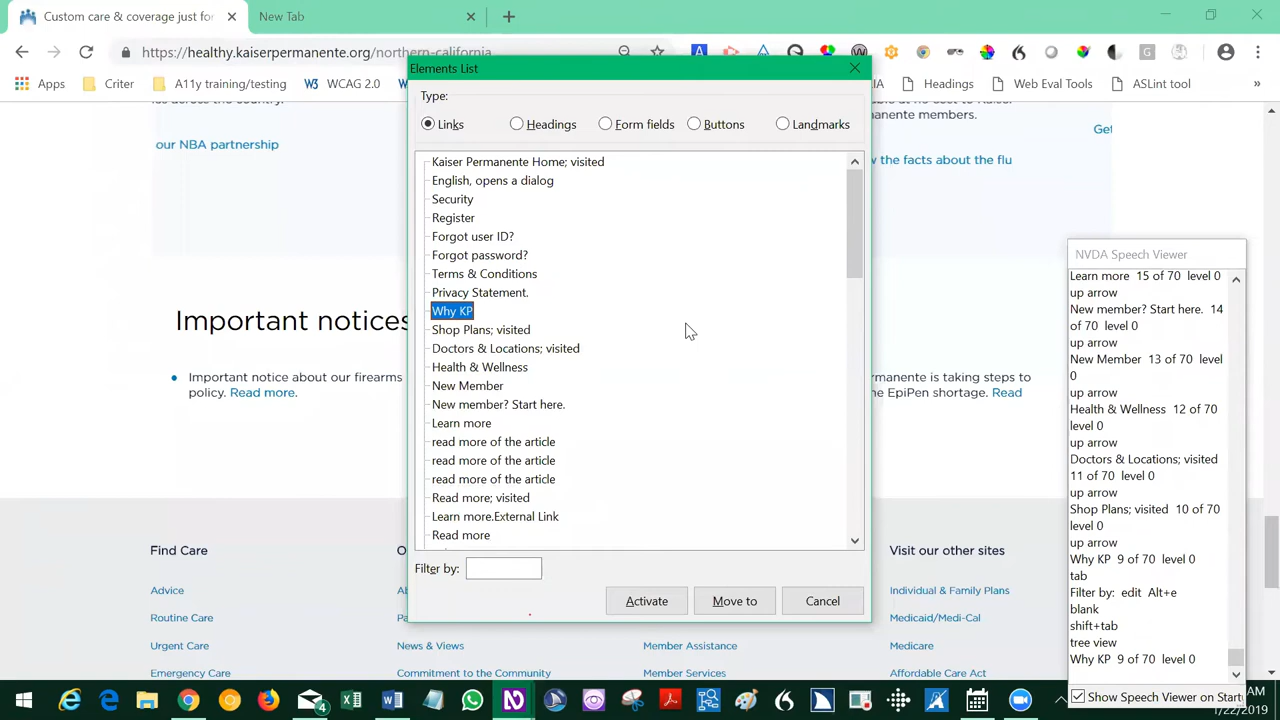 Custom care & coverage just for
New Tab
https://healthy.kaiserpermanente.org/northern-california
Apps
Criter
A11y training/testing
W3
WCAG 2.0
Headings
Web Eval Tools
ASLint tool
our NBA partnership
anente members.
Get
w the facts about the flu
Important notices
Important notice about our firearms
policy. Read more.
rmanente is taking steps to
he EpiPen shortage. Read
Find Care
Advice
Routine Care
Urgent Care
Emergency Care
News & Views
Commitment to the Community
Member Assistance
Member Services
Visit our other sites
Individual & Family Plans
Medicaid/Medi-Cal
Medicare
Affordable Care Act
Elements List
Type:
Links
Headings
Form fields
Buttons
Landmarks
Kaiser Permanente Home; visited
English, opens a dialog
Security
Register
Forgot user ID?
Forgot password?
Terms & Conditions
Privacy Statement.
Why KP
Shop Plans; visited
Doctors & Locations; visited
Health & Wellness
New Member
New member? Start here.
Learn more
read more of the article
read more of the article
read more of the article
Read more; visited
Learn more.External Link
Read more
Filter by:
Activate
Move to
Cancel
NVDA Speech Viewer
Learn more 15 of 70 level 0
up arrow
New member? Start here. 14
of 70 level 0
up arrow
New Member 13 of 70 level
0
up arrow
Health & Wellness 12 of 70
level 0
up arrow
Doctors & Locations; visited
11 of 70 level 0
up arrow
Shop Plans; visited 10 of 70
level 0
up arrow
Why KP 9 of 70 level 0
tab
Filter by: edit Alt+e
blank
shift+tab
tree view
Why KP 9 of 70 level 0
Show Speech Viewer on Start
AM
1/22/2019